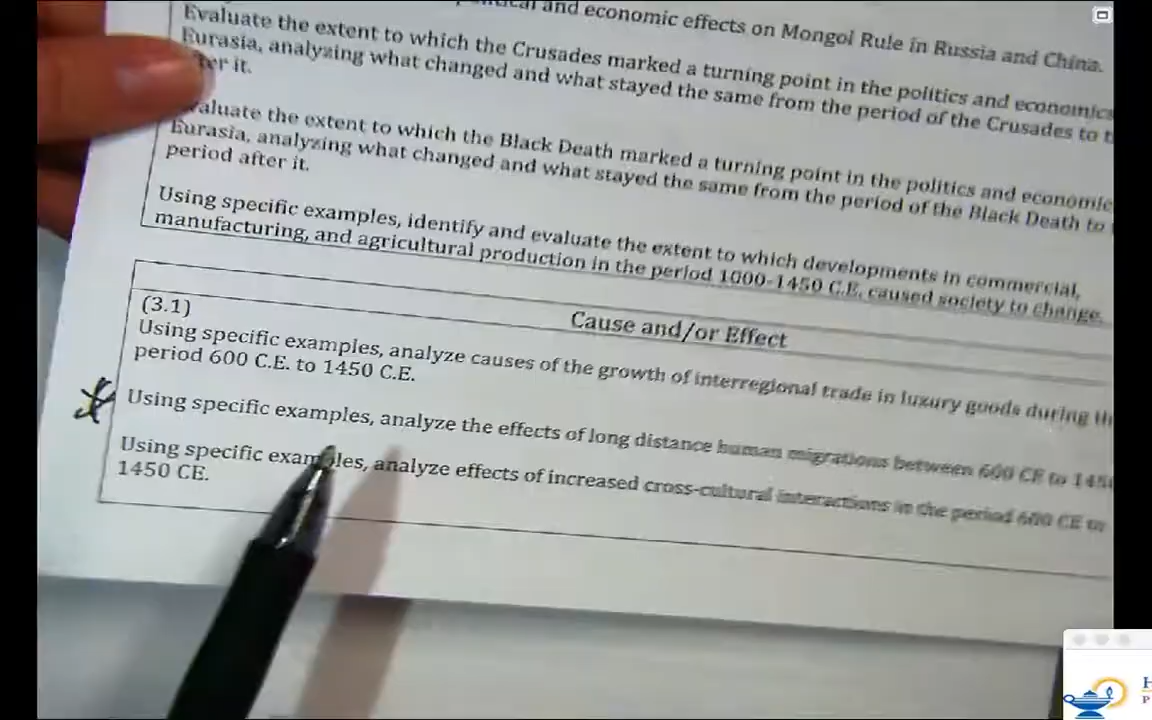 and economic effects on Mongol Rule in Russia and China.
Evaluate the extent to which the Crusades marked a turning point in the politics and economics
Eurasia, analyzing what changed and what stayed the same from the period of the Crusades to t
ter it.
valuate the extent to which the Black Death marked a turning point in the politics and economic
Eurasia, analyzing what changed and what stayed the same from the period of the Black Death to
period after it.
Using specific examples, identify and evaluate the extent to which developments in commercial,
manufacturing, and agricultural production in the period 1000-1450 C.E. caused society to change.
Cause and/or Effect
(3.1)
Using specific examples, analyze causes of the growth of interregional trade in luxury goods during th
period 600 C.E. to 1450 C.E.
Using specific examples, analyze the effects of long distance human migrations between 600 CE to 145
Using specific examples, analyze effects of increased cross-cultural interactions in the period 600 CE to
1450 CE.
H
P